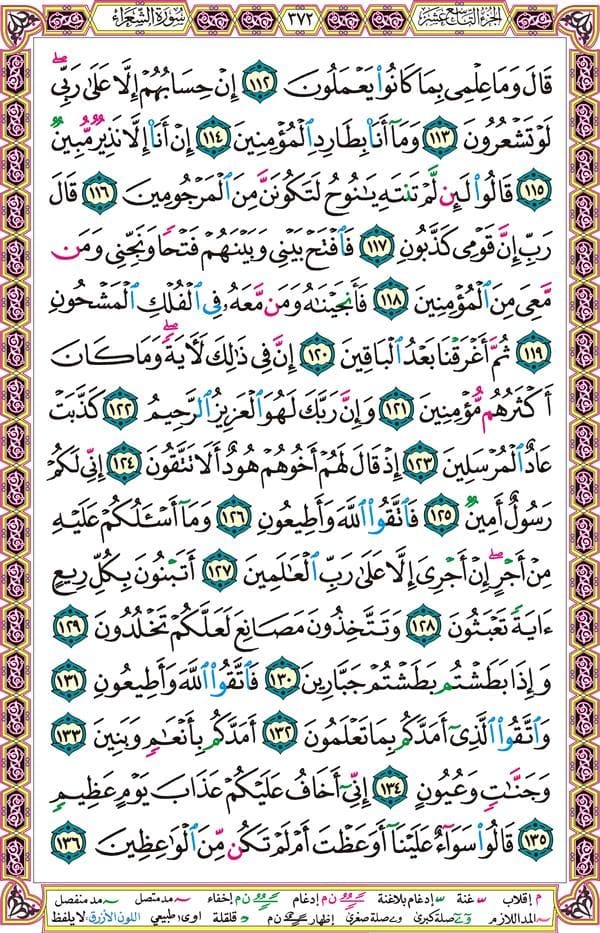 الجزء التاسع عشر ٣٧٢ سورة الشعراء
قَالَ وَمَا عِلْمِى بِمَا كَانُوا۟ يَعْمَلُونَ ١١٢ إِنْ حِسَابُهُمْ إِلَّا عَلَىٰ رَبِّى ۖ
لَوْ تَشْعُرُونَ ١١٣ وَمَآ أَنَا۠ بِطَارِدِ ٱلْمُؤْمِنِينَ ١١٤ إِنْ أَنَا۠ إِلَّا نَذِيرٌ مُّبِينٌ
١١٥ قَالُوا۟ لَئِن لَّمْ تَنتَهِ يَـٰنُوحُ لَتَكُونَنَّ مِنَ ٱلْمَرْجُومِينَ ١١٦ قَالَ
رَبِّ إِنَّ قَوْمِى كَذَّبُونِ ١١٧ فَٱفْتَحْ بَيْنِى وَبَيْنَهُمْ فَتْحًا وَنَجِّنِى وَمَن
مَّعِىَ مِنَ ٱلْمُؤْمِنِينَ ١١٨ فَأَنجَيْنَـٰهُ وَمَن مَّعَهُۥ فِى ٱلْفُلْكِ ٱلْمَشْحُونِ
١١٩ ثُمَّ أَغْرَقْنَا بَعْدُ ٱلْبَاقِينَ ١٢٠ إِنَّ فِى ذَٰلِكَ لَـَٔايَةً ۖ وَمَا كَانَ
أَكْثَرُهُم مُّؤْمِنِينَ ١٢١ وَإِنَّ رَبَّكَ لَهُوَ ٱلْعَزِيزُ ٱلرَّحِيمُ ١٢٢ كَذَّبَتْ
عَادٌ ٱلْمُرْسَلِينَ ١٢٣ إِذْ قَالَ لَهُمْ أَخُوهُمْ هُودٌ أَلَا تَتَّقُونَ ١٢٤ إِنِّى لَكُمْ
رَسُولٌ أَمِينٌ ١٢٥ فَٱتَّقُوا۟ ٱللَّهَ وَأَطِيعُونِ ١٢٦ وَمَآ أَسْـَٔلُكُمْ عَلَيْهِ
مِنْ أَجْرٍ ۖ إِنْ أَجْرِىَ إِلَّا عَلَىٰ رَبِّ ٱلْعَـٰلَمِينَ ١٢٧ أَتَبْنُونَ بِكُلِّ رِيعٍ
ءَايَةً تَعْبَثُونَ ١٢٨ وَتَتَّخِذُونَ مَصَانِعَ لَعَلَّكُمْ تَخْلُدُونَ ١٢٩
وَإِذَا بَطَشْتُم بَطَشْتُمْ جَبَّارِينَ ١٣٠ فَٱتَّقُوا۟ ٱللَّهَ وَأَطِيعُونِ ١٣١
وَٱتَّقُوا۟ ٱلَّذِىٓ أَمَدَّكُم بِمَا تَعْلَمُونَ ١٣٢ أَمَدَّكُم بِأَنْعَـٰمٍ وَبَنِينَ ١٣٣
وَجَنَّـٰتٍ وَعُيُونٍ ١٣٤ إِنِّىٓ أَخَافُ عَلَيْكُمْ عَذَابَ يَوْمٍ عَظِيمٍ
١٣٥ قَالُوا۟ سَوَآءٌ عَلَيْنَآ أَوَعَظْتَ أَمْ لَمْ تَكُن مِّنَ ٱلْوَٰعِظِينَ ١٣٦
م إقلاب غنة إدغام بلاغنة ن م إدغام ن م إخفاء مد متصل مد منفصل
المد اللازم صلة كبرى صلة صغرى إظهار ن م قلقلة اوى طبيعي اللون الأزرق: لا يلفظ